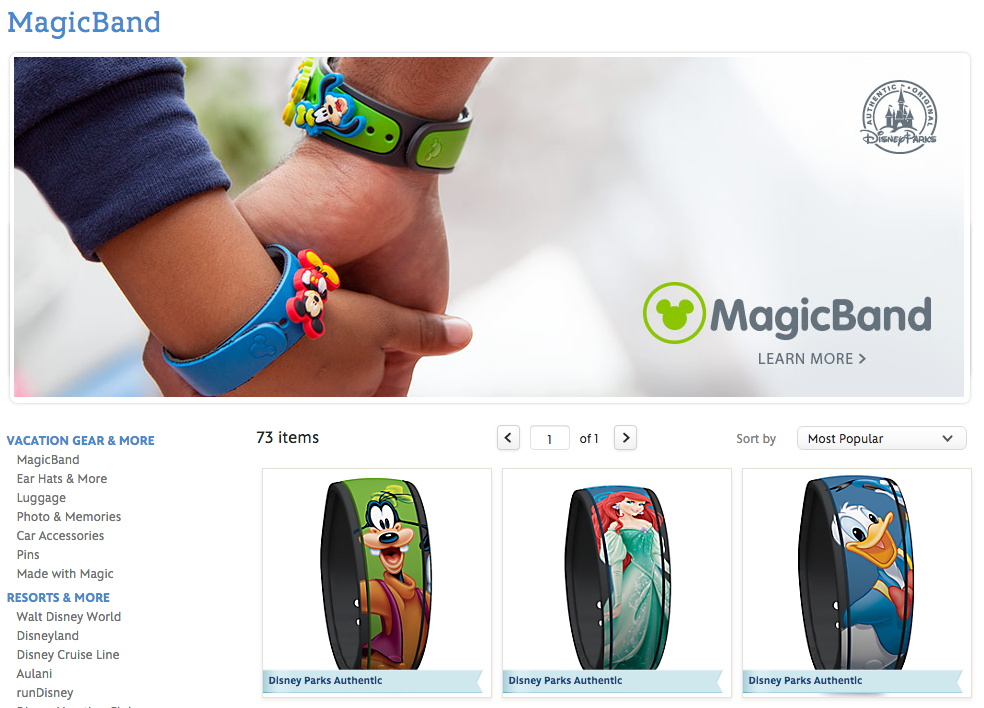 MagicBand
AUTHENTIC ORIGINAL
Disney Parks
MagicBand
LEARN MORE >
VACATION GEAR & MORE
MagicBand
Ear Hats & More
Luggage
Photo & Memories
Car Accessories
Pins
Made with Magic
RESORTS & MORE
Walt Disney World
Disneyland
Disney Cruise Line
Aulani
runDisney
73 items
< 1 of 1 >
Sort by Most Popular
Disney Parks Authentic
Disney Parks Authentic
Disney Parks Authentic